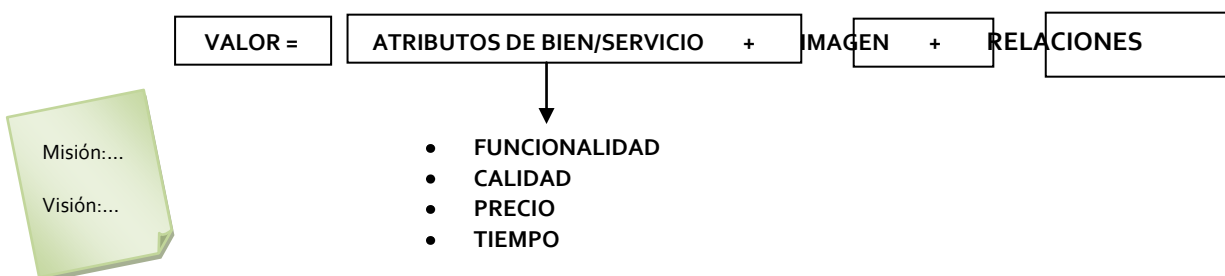 VALOR = ATRIBUTOS DE BIEN/SERVICIO + IMAGEN + RELACIONES
Misión:...
Visión:...
• FUNCIONALIDAD
• CALIDAD
• PRECIO
• TIEMPO